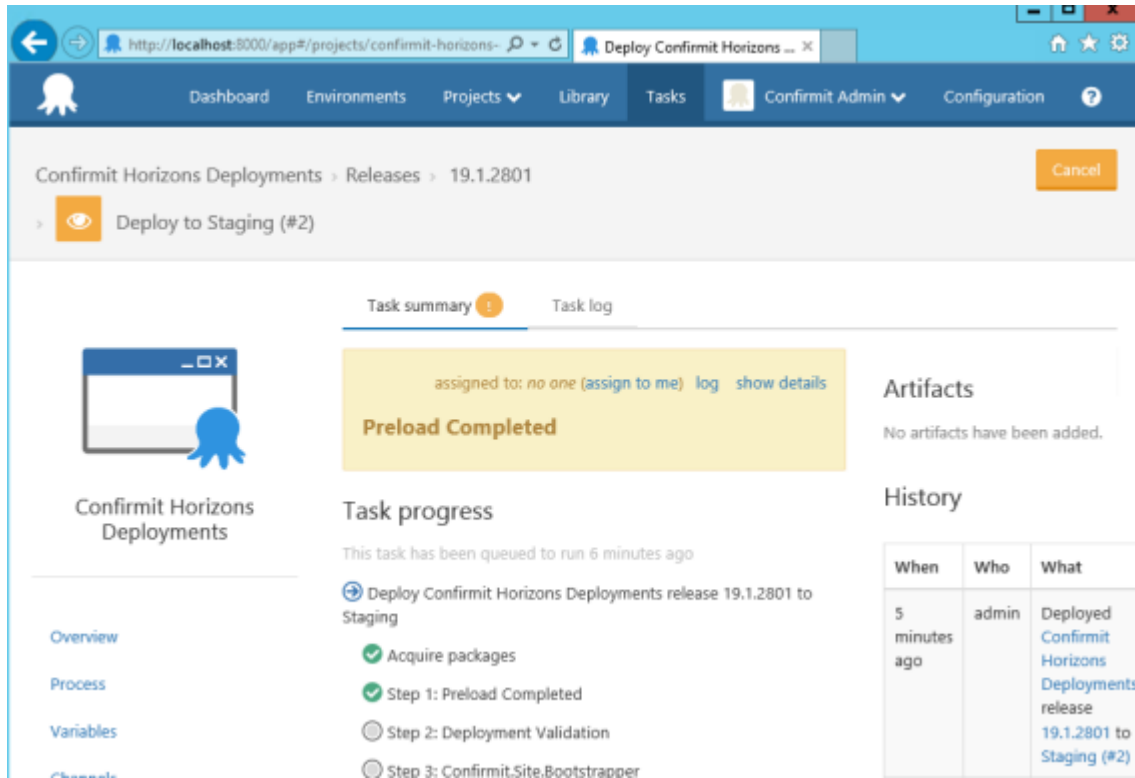 http://localhost:8000/app#/projects/confirmit-horizons-
Deploy Confirmit Horizons ...
Dashboard Environments Projects Library Tasks Confirmit Admin Configuration ?
Confirmit Horizons Deployments › Releases › 19.1.2801
Cancel
› Deploy to Staging (#2)
Task summary ! Task log
assigned to: no one (assign to me) log show details
Preload Completed
Confirmit Horizons
Deployments
Overview
Process
Variables
Channels
Task progress
This task has been queued to run 6 minutes ago
Deploy Confirmit Horizons Deployments release 19.1.2801 to
Staging
Acquire packages
Step 1: Preload Completed
Step 2: Deployment Validation
Step 3: Confirmit.Site.Bootstrapper
Artifacts
No artifacts have been added.
History
When Who What
5 minutes ago
admin
Deployed
Confirmit
Horizons
Deployments
release
19.1.2801 to
Staging (#2)